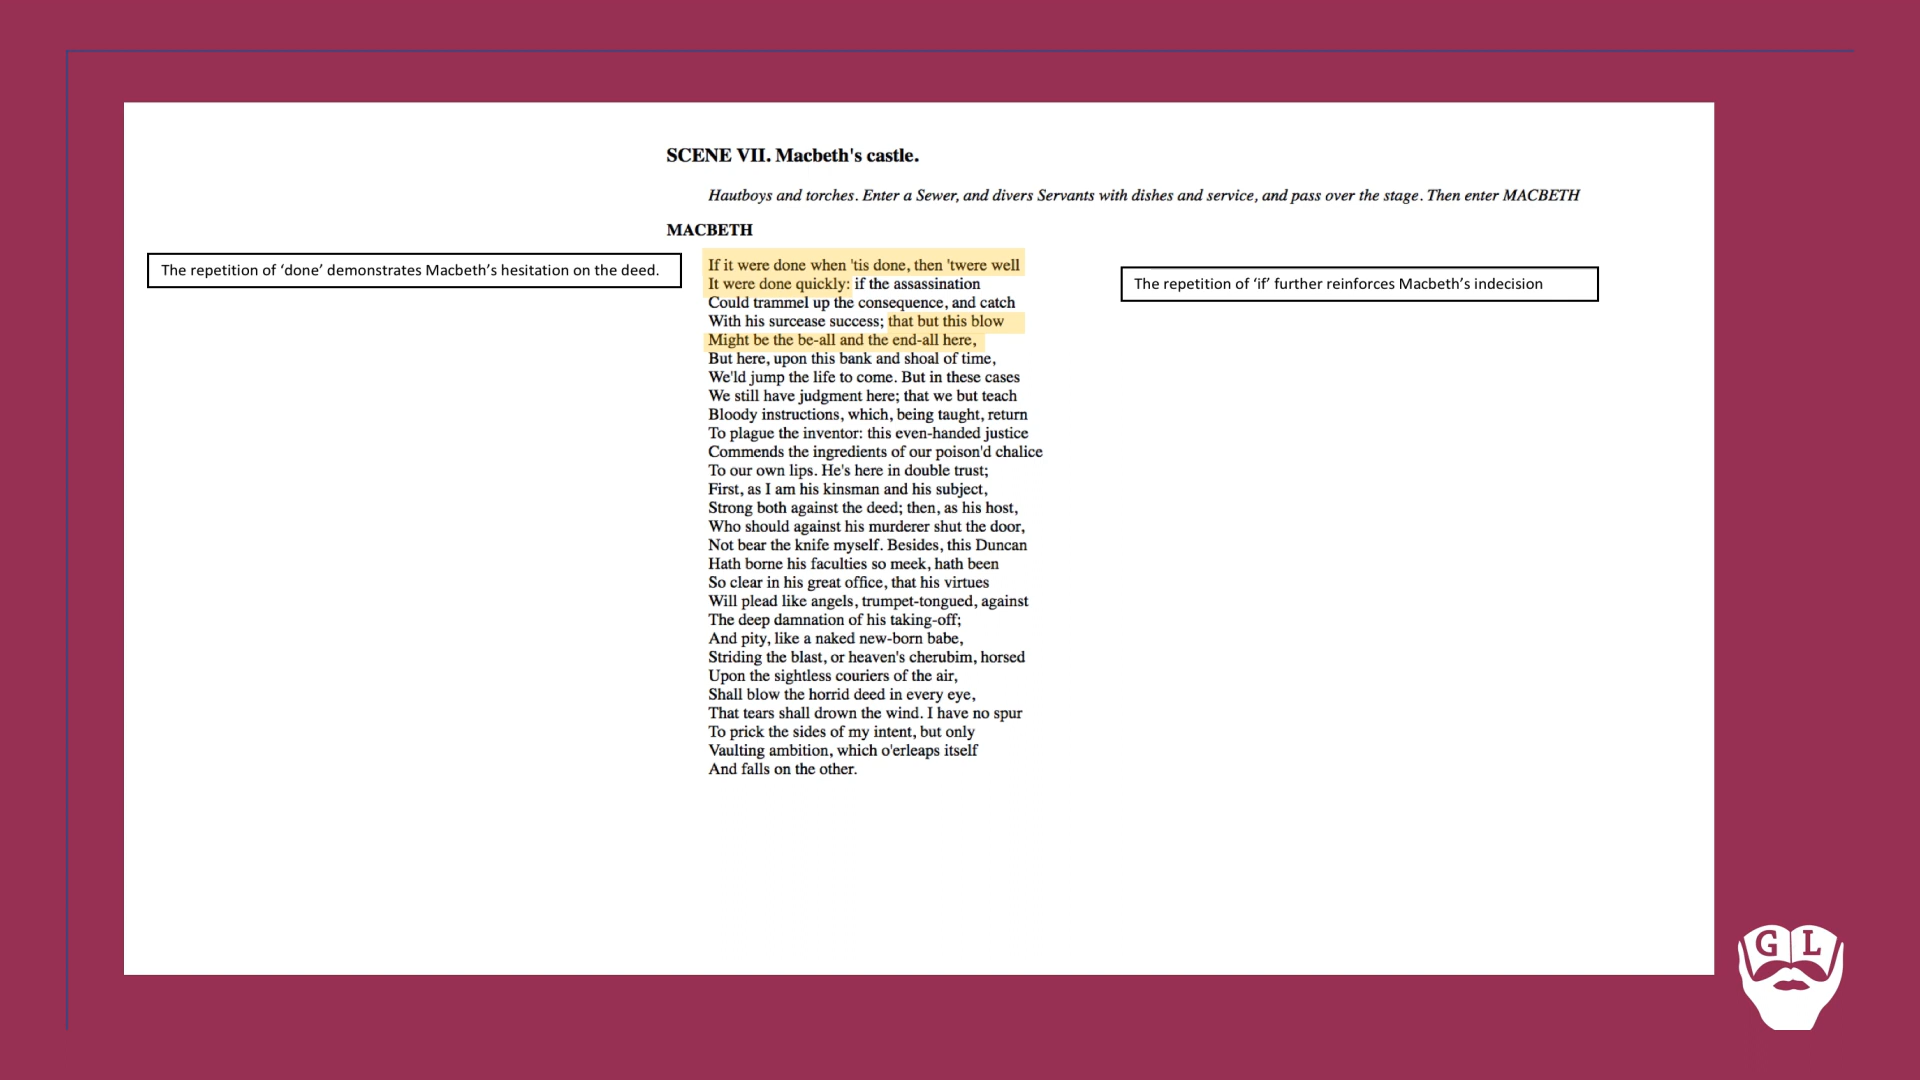 SCENE VII. Macbeth's castle.
Hautboys and torches. Enter a Sewer, and divers Servants with dishes and service, and pass over the stage. Then enter MACBETH
MACBETH
The repetition of ‘done’ demonstrates Macbeth’s hesitation on the deed.
If it were done when 'tis done, then 'twere well
It were done quickly: if the assassination
Could trammel up the consequence, and catch
With his surcease success; that but this blow
Might be the be-all and the end-all here,
But here, upon this bank and shoal of time,
We'ld jump the life to come. But in these cases
We still have judgment here; that we but teach
Bloody instructions, which, being taught, return
To plague the inventor: this even-handed justice
Commends the ingredients of our poison'd chalice
To our own lips. He's here in double trust;
First, as I am his kinsman and his subject,
Strong both against the deed; then, as his host,
Who should against his murderer shut the door,
Not bear the knife myself. Besides, this Duncan
Hath borne his faculties so meek, hath been
So clear in his great office, that his virtues
Will plead like angels, trumpet-tongued, against
The deep damnation of his taking-off;
And pity, like a naked new-born babe,
Striding the blast, or heaven's cherubim, horsed
Upon the sightless couriers of the air,
Shall blow the horrid deed in every eye,
That tears shall drown the wind. I have no spur
To prick the sides of my intent, but only
Vaulting ambition, which o'erleaps itself
And falls on the other.
The repetition of ‘if’ further reinforces Macbeth’s indecision
G L